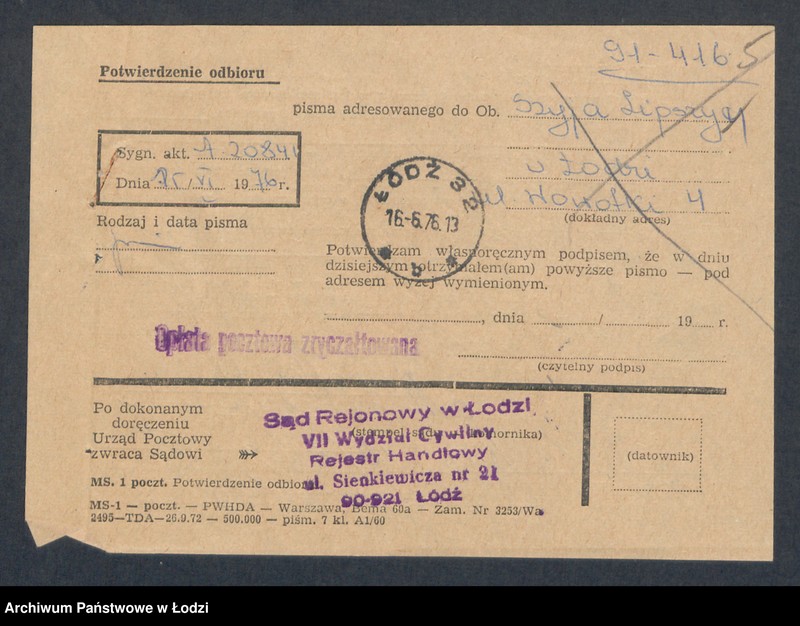 91-416 5
Potwierdzenie odbioru
pisma adresowanego do Ob. Szyja Lipszyc
w Łodzi
ul Nowotki 4
(dokładny adres)
Sygn. akt. A 20844
Dnia 15/VI 1976 r.
ŁÓDŹ 32
16.-6.76.13
Rodzaj i data pisma
Potwierdzam własnoręcznym podpisem, że w dniu
dzisiejszym otrzymałem(am) powyższe pismo — pod
adresem wyżej wymienionym.
, dnia / 19 r.
(czytelny podpis)
Opłata pocztowa zryczałtowana
Po dokonanym
doręczeniu
Urząd Pocztowy
zwraca Sądowi
Sąd Rejonowy w Łodzi
VII Wydział Cywilny
Rejestr Handlowy
ul. Sienkiewicza nr 21
90-921 Łódź
(datownik)
MS. 1 poczt. Potwierdzenie odbioru
MS-1 — poczt. — PWHDA — Warszawa, Bema 60a — Zam. Nr 3253/Wa
2495—TDA—26.9.72 — 500.000 — piśm. 7 kl. A1/60
Archiwum Państwowe w Łodzi